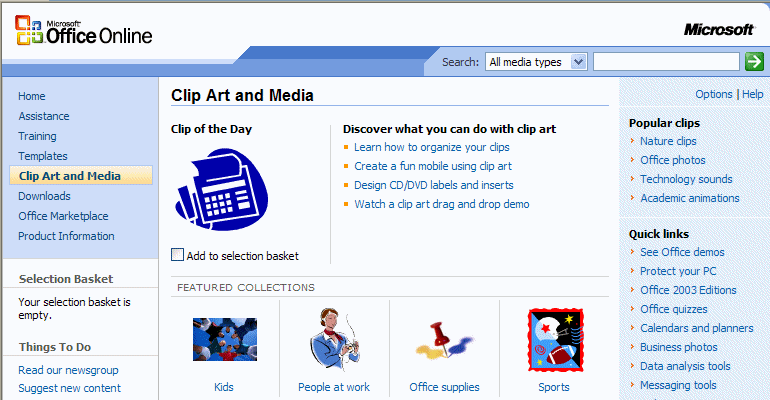 Microsoft
Office Online
Microsoft
Search:
All media types
Home
Assistance
Training
Templates
Clip Art and Media
Downloads
Office Marketplace
Product Information
Selection Basket
Your selection basket is
empty.
Things To Do
Read our newsgroup
Suggest new content
Clip Art and Media
Clip of the Day
Add to selection basket
Discover what you can do with clip art
Learn how to organize your clips
Create a fun mobile using clip art
Design CD/DVD labels and inserts
Watch a clip art drag and drop demo
FEATURED COLLECTIONS
Kids
People at work
Office supplies
Sports
Options | Help
Popular clips
Nature clips
Office photos
Technology sounds
Academic animations
Quick links
See Office demos
Protect your PC
Office 2003 Editions
Office quizzes
Calendars and planners
Business photos
Data analysis tools
Messaging tools